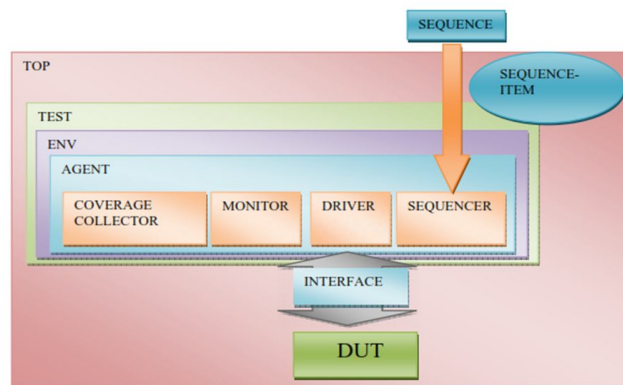 SEQUENCE
TOP
SEQUENCE-
ITEM
TEST
ENV
AGENT
COVERAGE
COLLECTOR
MONITOR
DRIVER
SEQUENCER
INTERFACE
DUT